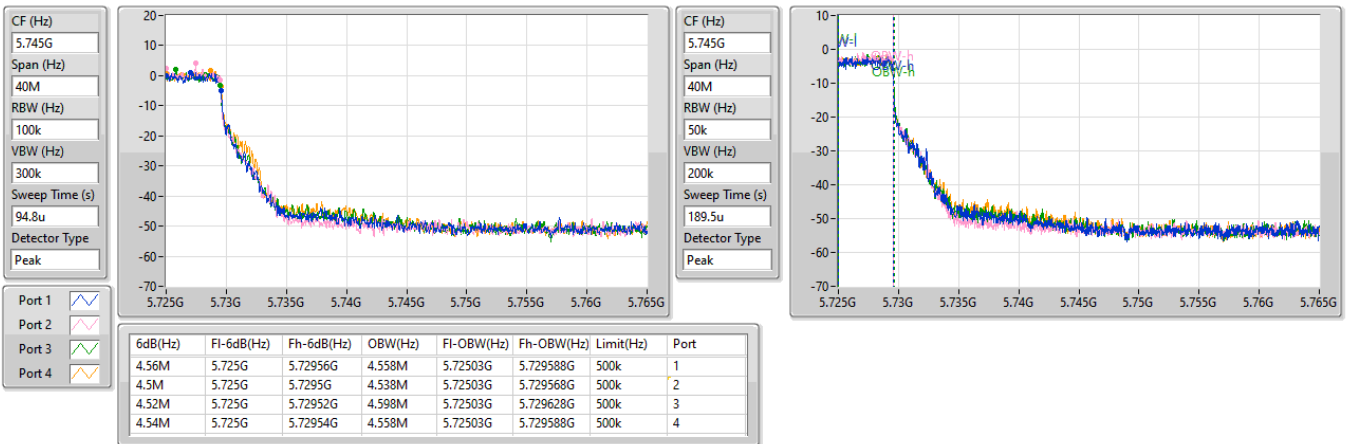 CF (Hz)
5.745G
Span (Hz)
40M
RBW (Hz)
100k
VBW (Hz)
300k
Sweep Time (s)
94.8u
Detector Type
Peak
20
10
0
-10
-20
-30
-40
-50
-60
-70
5.725G 5.73G 5.735G 5.74G 5.745G 5.75G 5.755G 5.76G 5.765G
CF (Hz)
5.745G
Span (Hz)
40M
RBW (Hz)
50k
VBW (Hz)
200k
Sweep Time (s)
189.5u
Detector Type
Peak
10
0
-10
-20
-30
-40
-50
-60
-70
OBW-h
OBW-h
5.725G 5.73G 5.735G 5.74G 5.745G 5.75G 5.755G 5.76G 5.765G
Port 1
Port 2
Port 3
Port 4
6dB(Hz) Fl-6dB(Hz) Fh-6dB(Hz) OBW(Hz) Fl-OBW(Hz) Fh-OBW(Hz) Limit(Hz) Port
4.56M 5.725G 5.72956G 4.558M 5.72503G 5.729588G 500k 1
4.5M 5.725G 5.7295G 4.538M 5.72503G 5.729568G 500k 2
4.52M 5.725G 5.72952G 4.598M 5.72503G 5.729628G 500k 3
4.54M 5.725G 5.72954G 4.558M 5.72503G 5.729588G 500k 4